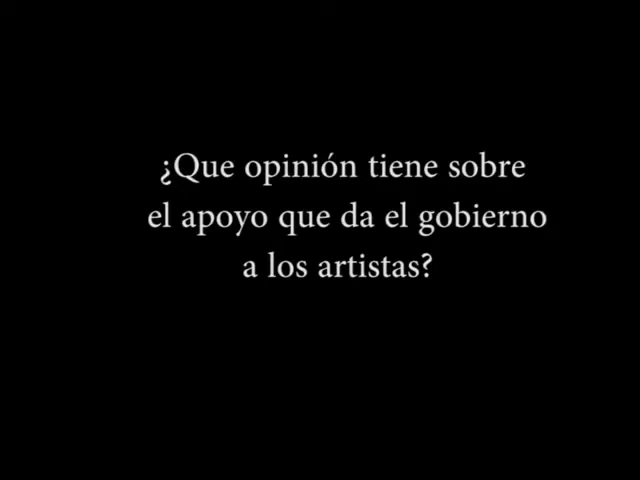 ¿Que opinión tiene sobre
el apoyo que da el gobierno
a los artistas?